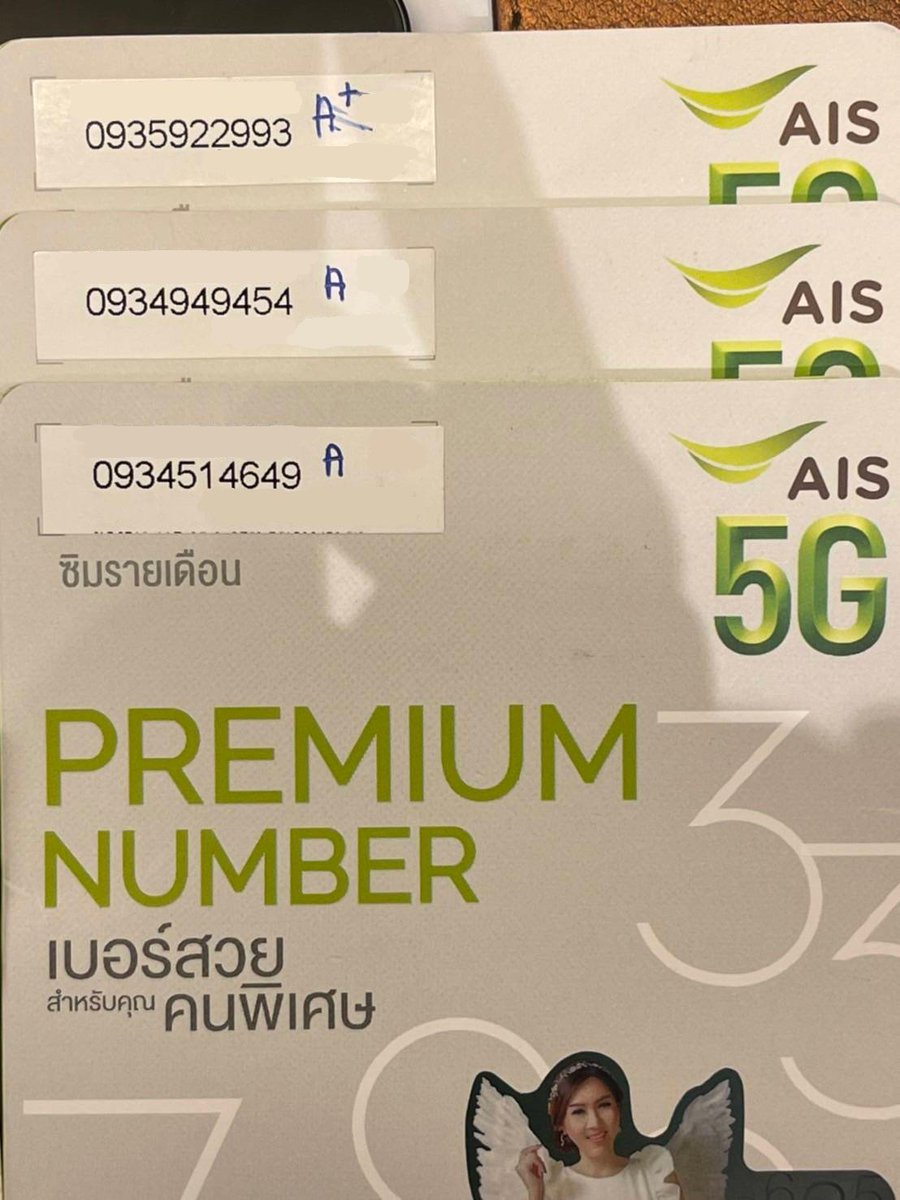 0935922993 A+
AIS
5G
0934949454 A
AIS
5G
0934514649 A
AIS
5G
ซิมรายเดือน
PREMIUM
NUMBER
เบอร์สวย
สำหรับคุณ คนพิเศษ